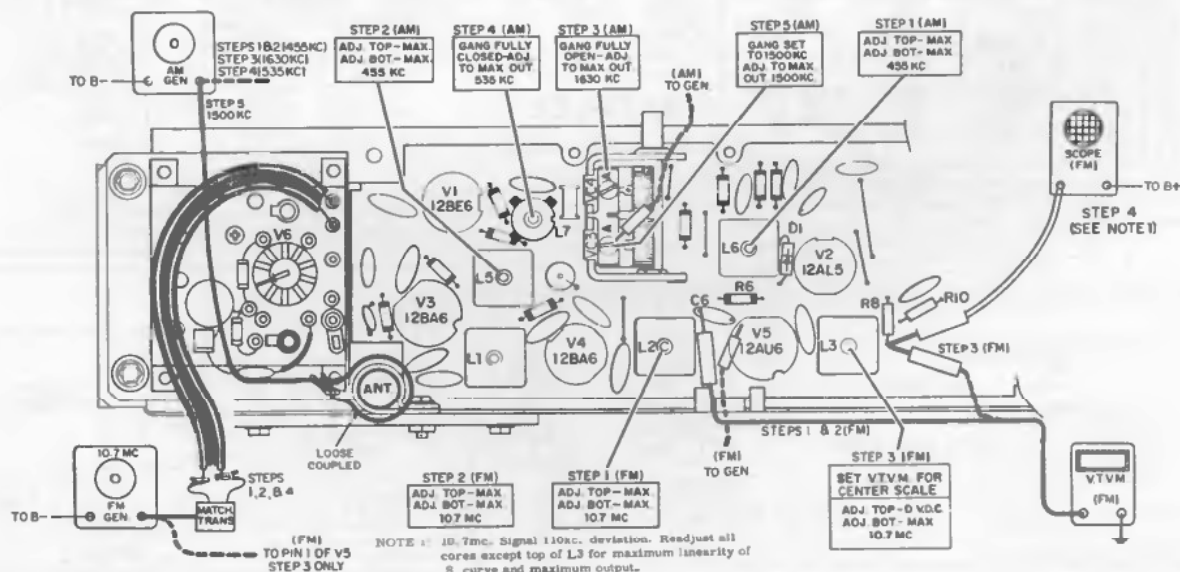 STEP 2 (AM)
ADJ. TOP-MAX.
ADJ. BOT-MAX.
455 KC
STEP 4 (AM)
GANG FULLY
CLOSED-ADJ
TO MAX OUT.
535 KC
STEP 3 (AM)
GANG FULLY
OPEN-ADJ
TO MAX OUT
1630 KC
STEP 5 (AM)
GANG SET
TO 1500KC
ADJ. TO MAX
OUT 1500KC.
STEP 1 (AM)
ADJ. TOP-MAX
ADJ. BOT-MAX
455 KC
AM
GEN
TO B-
STEPS 1 & 2 (455KC)
STEP 3 (1630KC)
STEP 4 (535KC)
STEP 5
1500KC
(AM)
TO GEN.
SCOPE
(FM)
TO B+
STEP 4
(SEE NOTE 1)
V1
12BE6
L7
A
V6
L5
L6
D1
V2
12AL5
V3
12BA6
C6
R6
R8
R10
L1
V4
12BA6
L2
V5
12AU6
L3
STEP 3 (FM)
ANT
LOOSE
COUPLED
STEPS 1 & 2 (FM)
(FM)
TO GEN
10.7 MC
FM
GEN.
TO B-
STEPS
1, 2, & 4
MATCH.
TRANS
(FM)
TO PIN 1 OF V5
STEP 3 ONLY
STEP 2 (FM)
ADJ. TOP-MAX.
ADJ. BOT-MAX.
10.7 MC
STEP 1 (FM)
ADJ. TOP-MAX.
ADJ. BOT-MAX.
10.7 MC
STEP 3 (FM)
SET V.T.V.M. FOR
CENTER SCALE
ADJ. TOP-0 V.D.C.
ADJ. BOT-MAX
10.7 MC
V.T.V.M
(FM)
NOTE 1: 10.7mc. Signal 110kc. deviation. Readjust all
cores except top of L3 for maximum linearity of
S curve and maximum output.